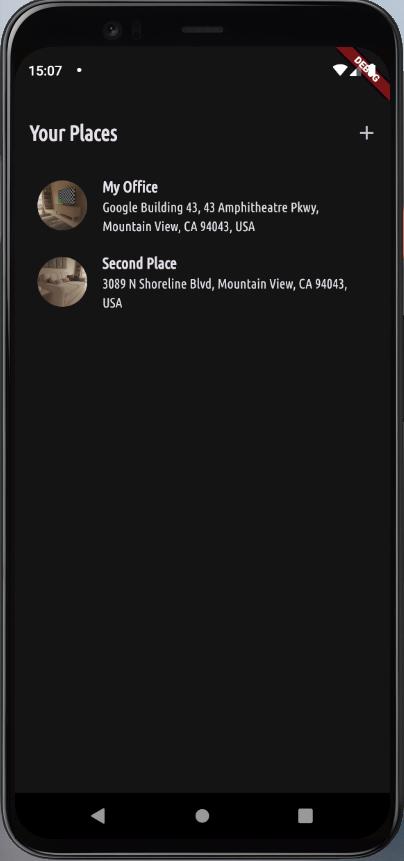 15:07
DEBUG
Your Places
My Office
Google Building 43, 43 Amphitheatre Pkwy,
Mountain View, CA 94043, USA
Second Place
3089 N Shoreline Blvd, Mountain View, CA 94043,
USA